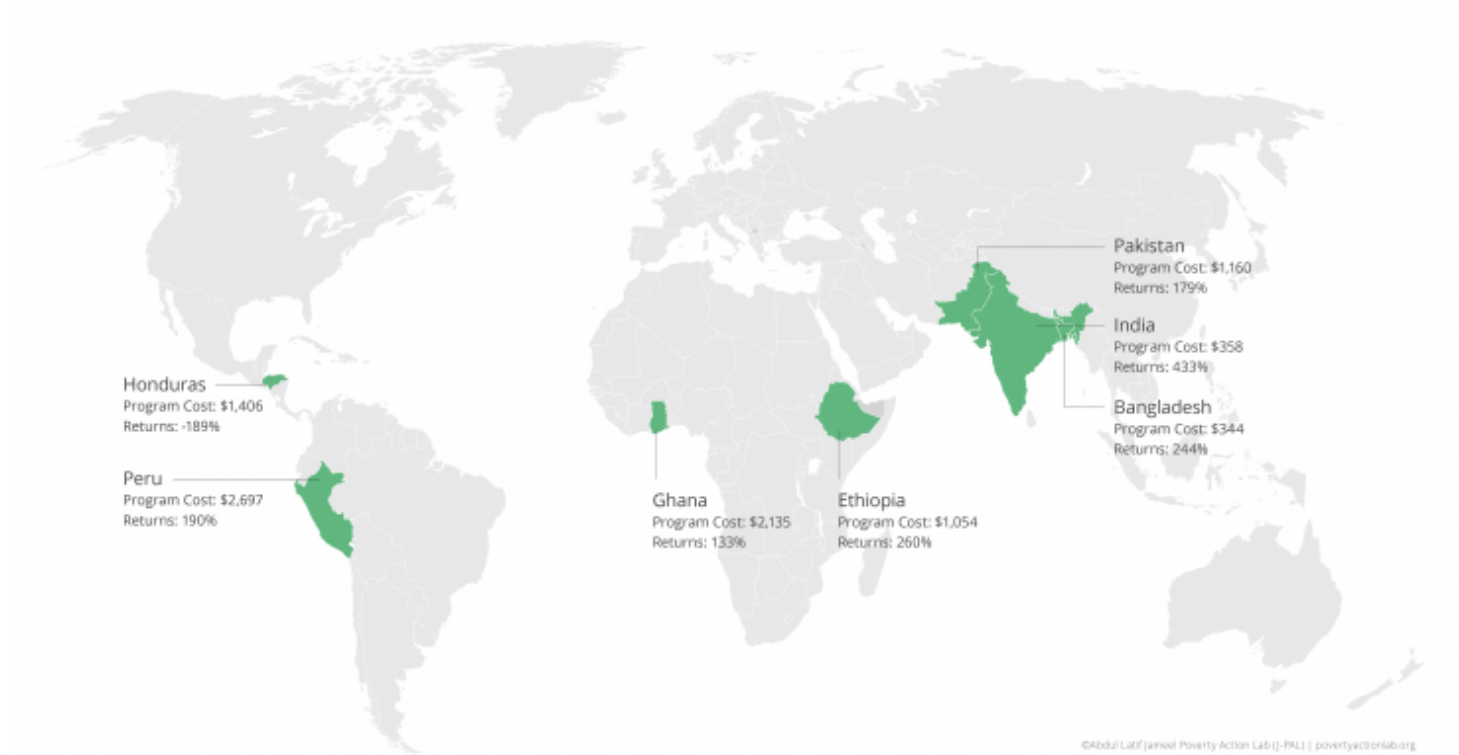 Pakistan
Program Cost: $1,160
Returns: 179%
India
Program Cost: $358
Returns: 433%
Bangladesh
Program Cost: $344
Returns: 244%
Honduras
Program Cost: $1,406
Returns: -189%
Peru
Program Cost: $2,697
Returns: 190%
Ghana
Program Cost: $2,135
Returns: 133%
Ethiopia
Program Cost: $1,054
Returns: 260%
©Abdul Latif Jameel Poverty Action Lab (J-PAL) | povertyactionlab.org